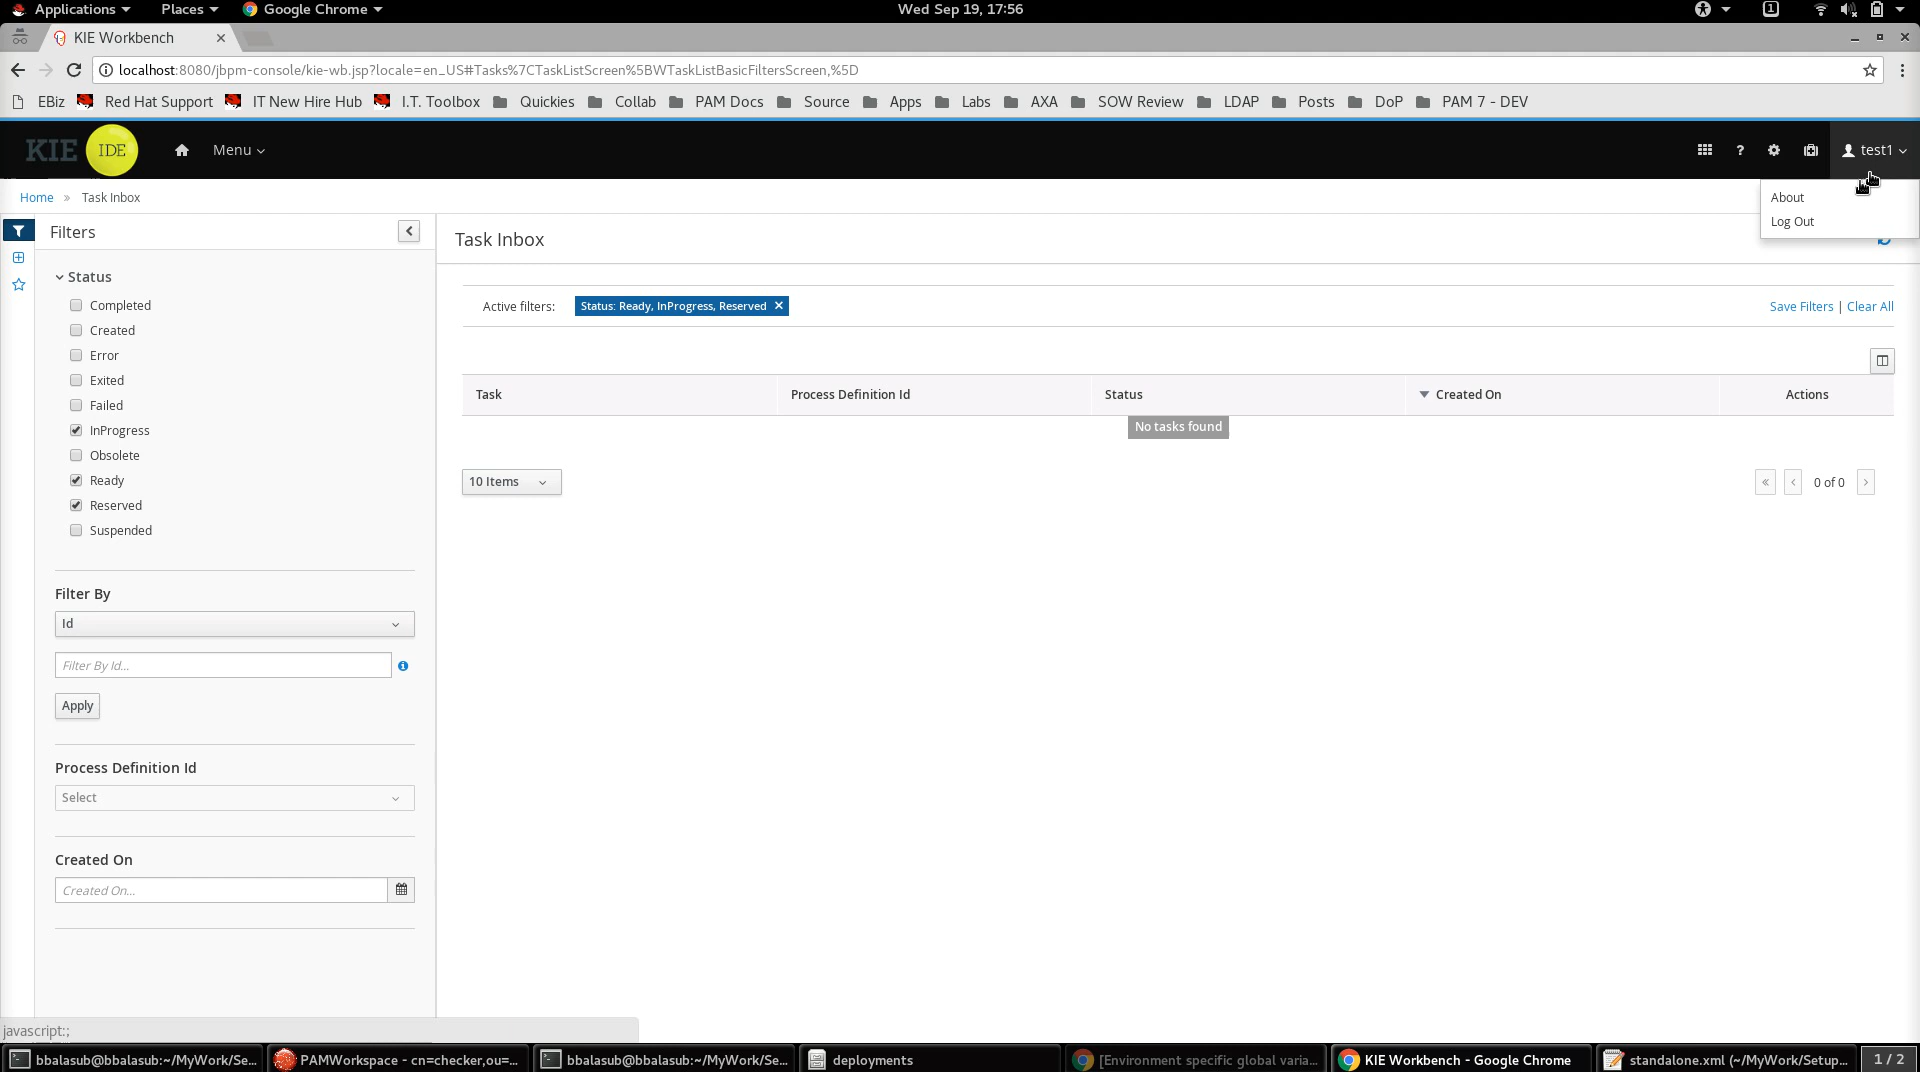 Applications Places Google Chrome Wed Sep 19, 17:56 1
KIE Workbench
localhost:8080/jbpm-console/kie-wb.jsp?locale=en_US#Tasks%7CTaskListScreen%5BWTaskListBasicFiltersScreen,%5D
EBiz Red Hat Support IT New Hire Hub I.T. Toolbox Quickies Collab PAM Docs Source Apps Labs AXA SOW Review LDAP Posts DoP PAM 7 - DEV
KIE IDE Menu ? test1
Home » Task Inbox
About
Log Out
Filters
Task Inbox
Status
Completed
Created
Error
Exited
Failed
InProgress
Obsolete
Ready
Reserved
Suspended
Filter By
Id
Filter By Id...
Apply
Process Definition Id
Select
Created On
Created On...
Active filters: Status: Ready, InProgress, Reserved × Save Filters | Clear All
Task Process Definition Id Status Created On Actions
No tasks found
10 Items 0 of 0
javascript:;
bbalasub@bbalasub:~/MyWork/Se... PAMWorkspace - cn=checker,ou=... bbalasub@bbalasub:~/MyWork/Se... deployments [Environment specific global varia... KIE Workbench - Google Chrome standalone.xml (~/MyWork/Setup... 1 / 2